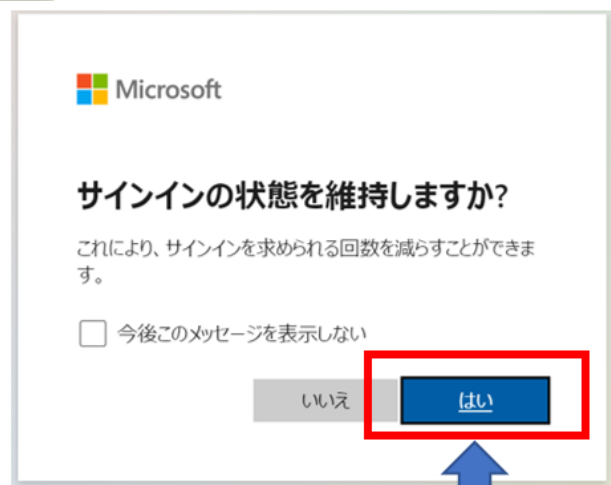 Microsoft
サインインの状態を維持しますか?
これにより、サインインを求められる回数を減らすことができま
す。
今後このメッセージを表示しない
いいえ
はい